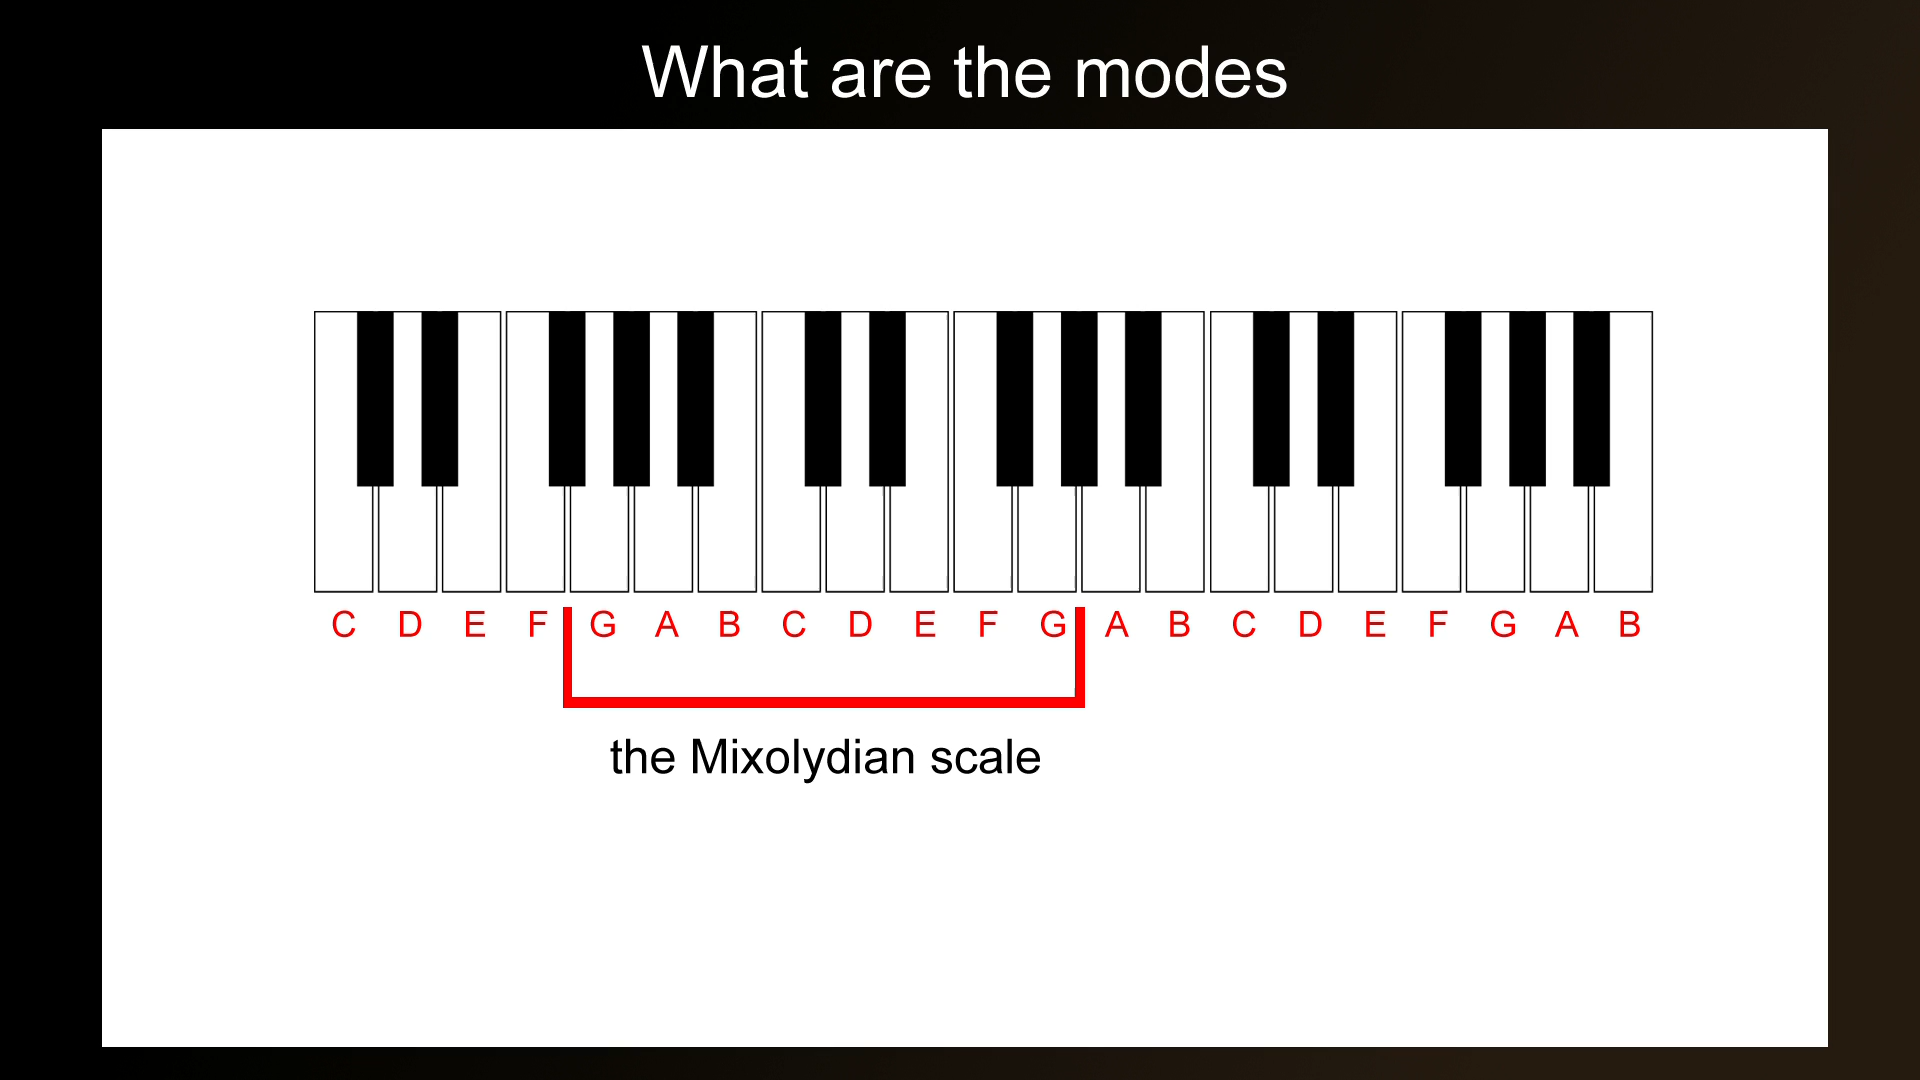 What are the modes
C D E F G A B C D E F G A B C D E F G A B
the Mixolydian scale